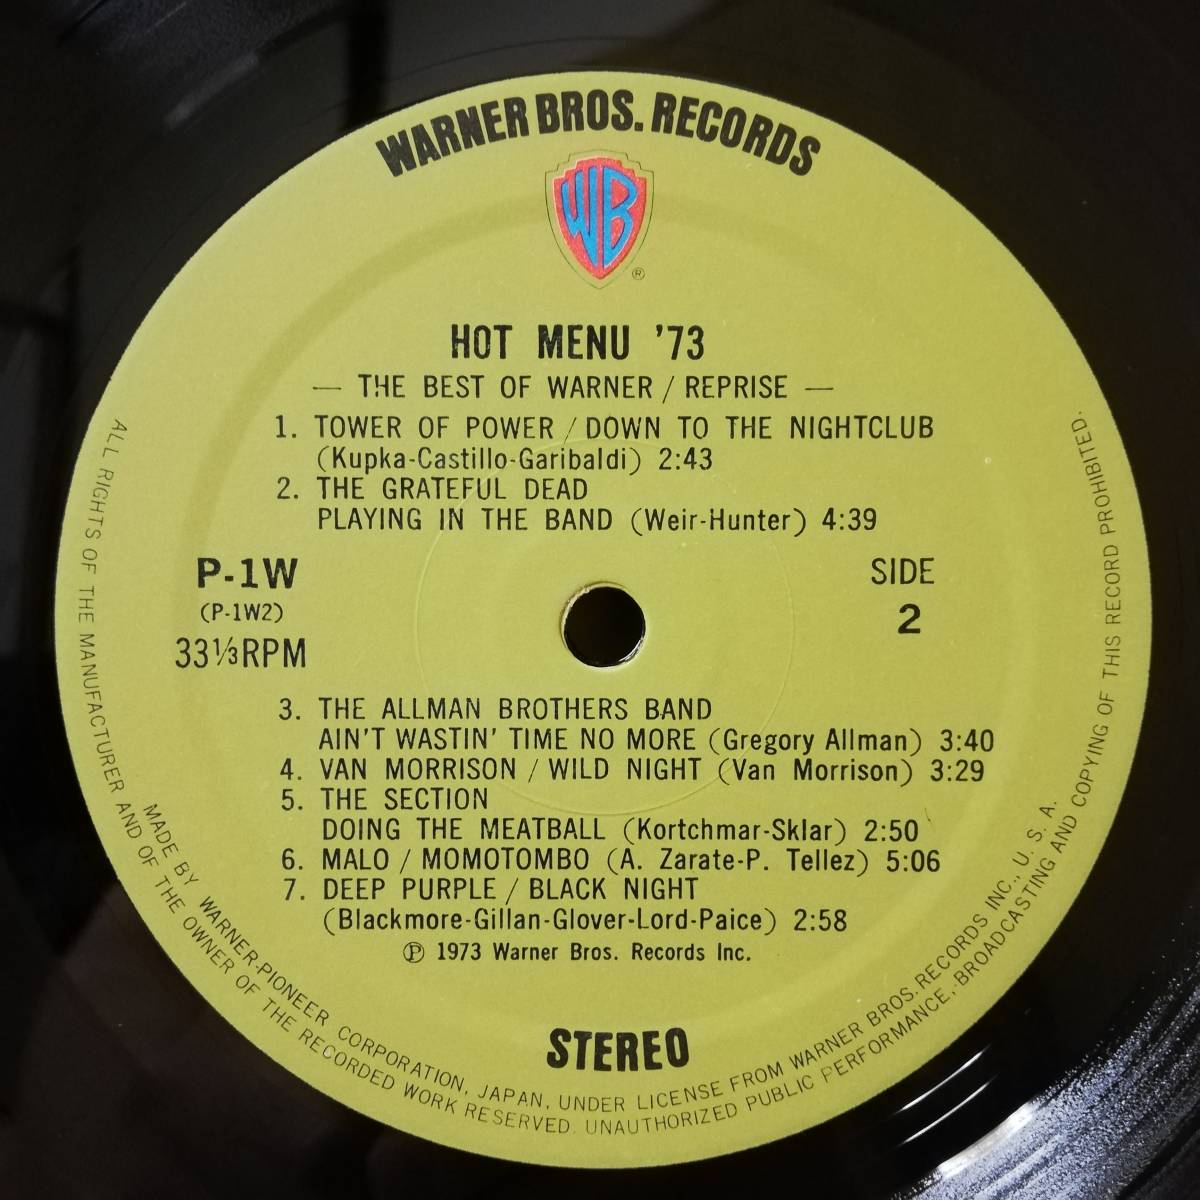 WARNER BROS. RECORDS
WB
®
HOT MENU '73
— THE BEST OF WARNER / REPRISE —
1. TOWER OF POWER / DOWN TO THE NIGHTCLUB
(Kupka-Castillo-Garibaldi) 2:43
2. THE GRATEFUL DEAD
PLAYING IN THE BAND (Weir-Hunter) 4:39
P-1W
(P-1W2)
33⅓RPM
SIDE
2
3. THE ALLMAN BROTHERS BAND
AIN'T WASTIN' TIME NO MORE (Gregory Allman) 3:40
4. VAN MORRISON / WILD NIGHT (Van Morrison) 3:29
5. THE SECTION
DOING THE MEATBALL (Kortchmar-Sklar) 2:50
6. MALO / MOMOTOMBO (A. Zarate-P. Tellez) 5:06
7. DEEP PURPLE / BLACK NIGHT
(Blackmore-Gillan-Glover-Lord-Paice) 2:58
Ⓟ 1973 Warner Bros. Records Inc.
STEREO
MADE BY WARNER-PIONEER CORPORATION, JAPAN, UNDER LICENSE FROM WARNER BROS. RECORDS INC., U. S. A.
ALL RIGHTS OF THE MANUFACTURER AND OF THE OWNER OF THE RECORDED WORK RESERVED. UNAUTHORIZED PUBLIC PERFORMANCE, BROADCASTING AND COPYING OF THIS RECORD PROHIBITED.